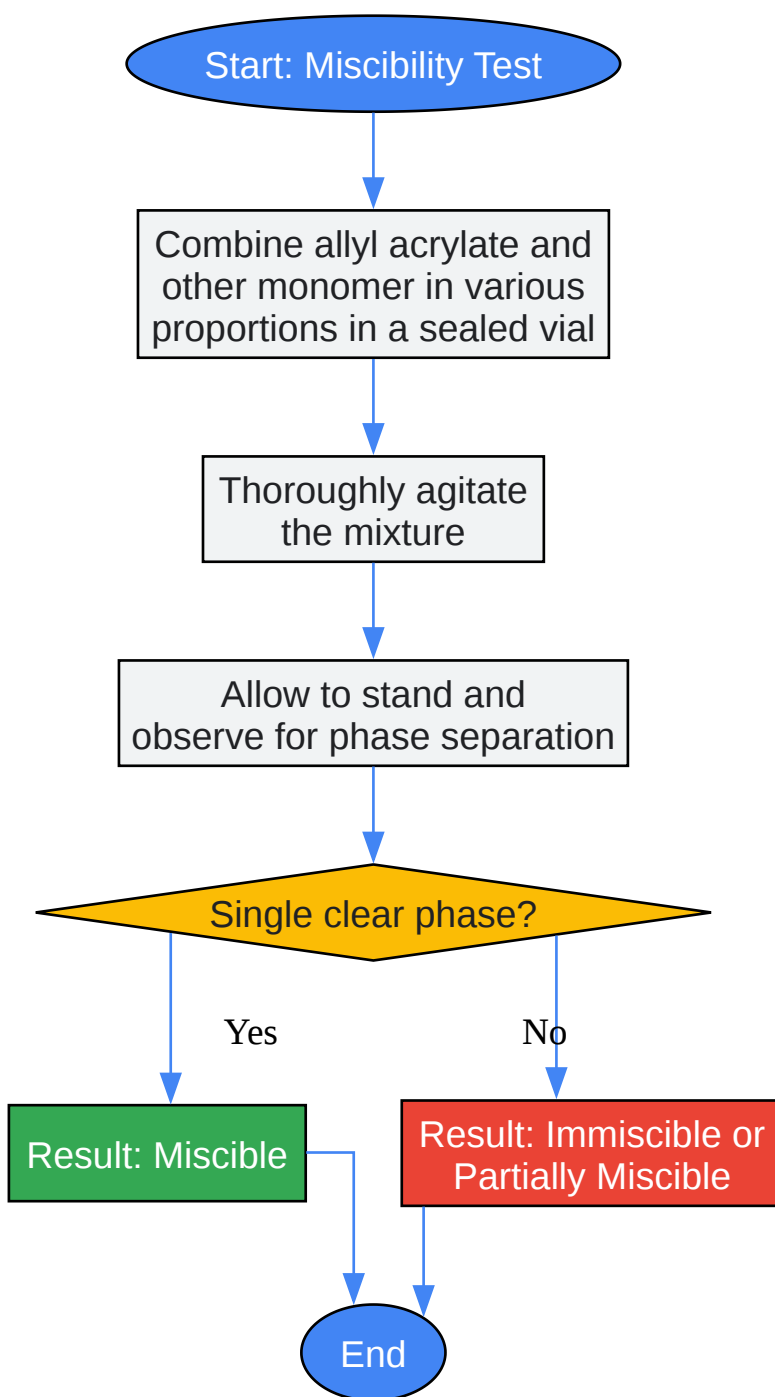 Start: Miscibility Test
Combine allyl acrylate and
other monomer in various
proportions in a sealed vial
Thoroughly agitate
the mixture
Allow to stand and
observe for phase separation
Single clear phase?
Yes
No
Result: Miscible
Result: Immiscible or
Partially Miscible
End